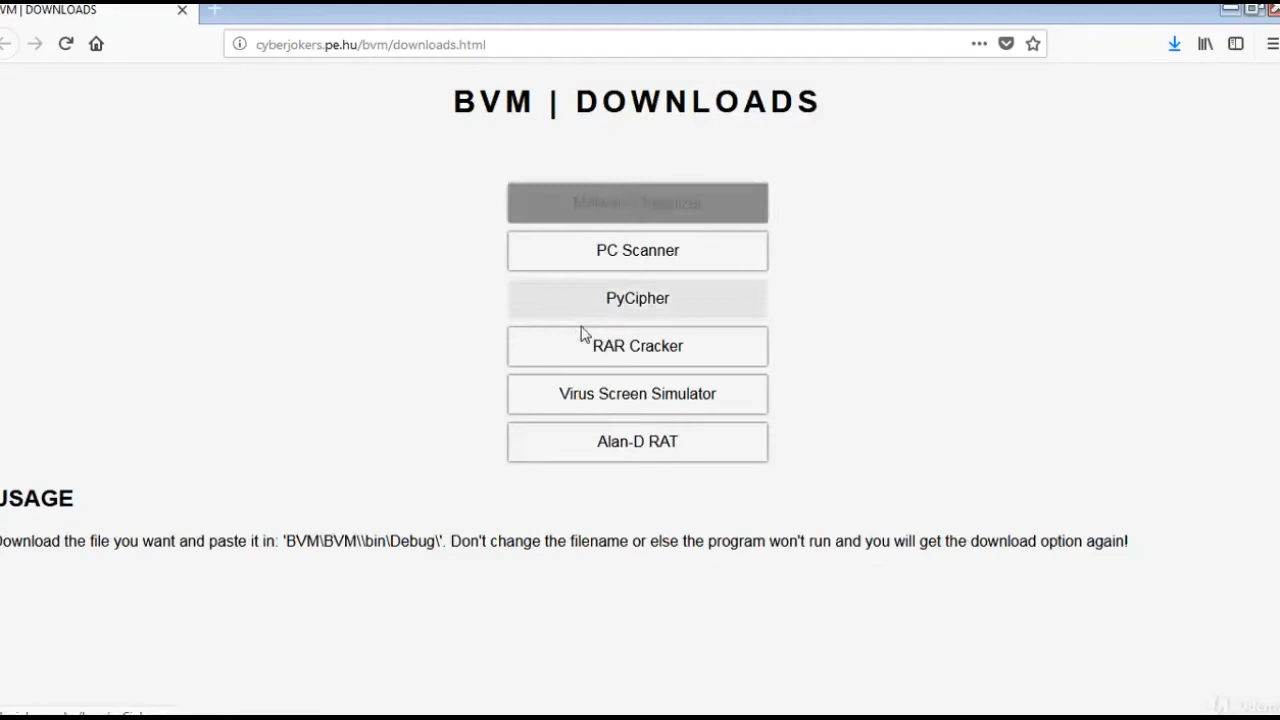 WM | DOWNLOADS
cyberjokers.pe.hu/bvm/downloads.html
BVM | DOWNLOADS
PC Scanner
PyCipher
RAR Cracker
Virus Screen Simulator
Alan-D RAT
USAGE
Download the file you want and paste it in: 'BVM\BVM\\bin\Debug\'. Don't change the filename or else the program won't run and you will get the download option again!